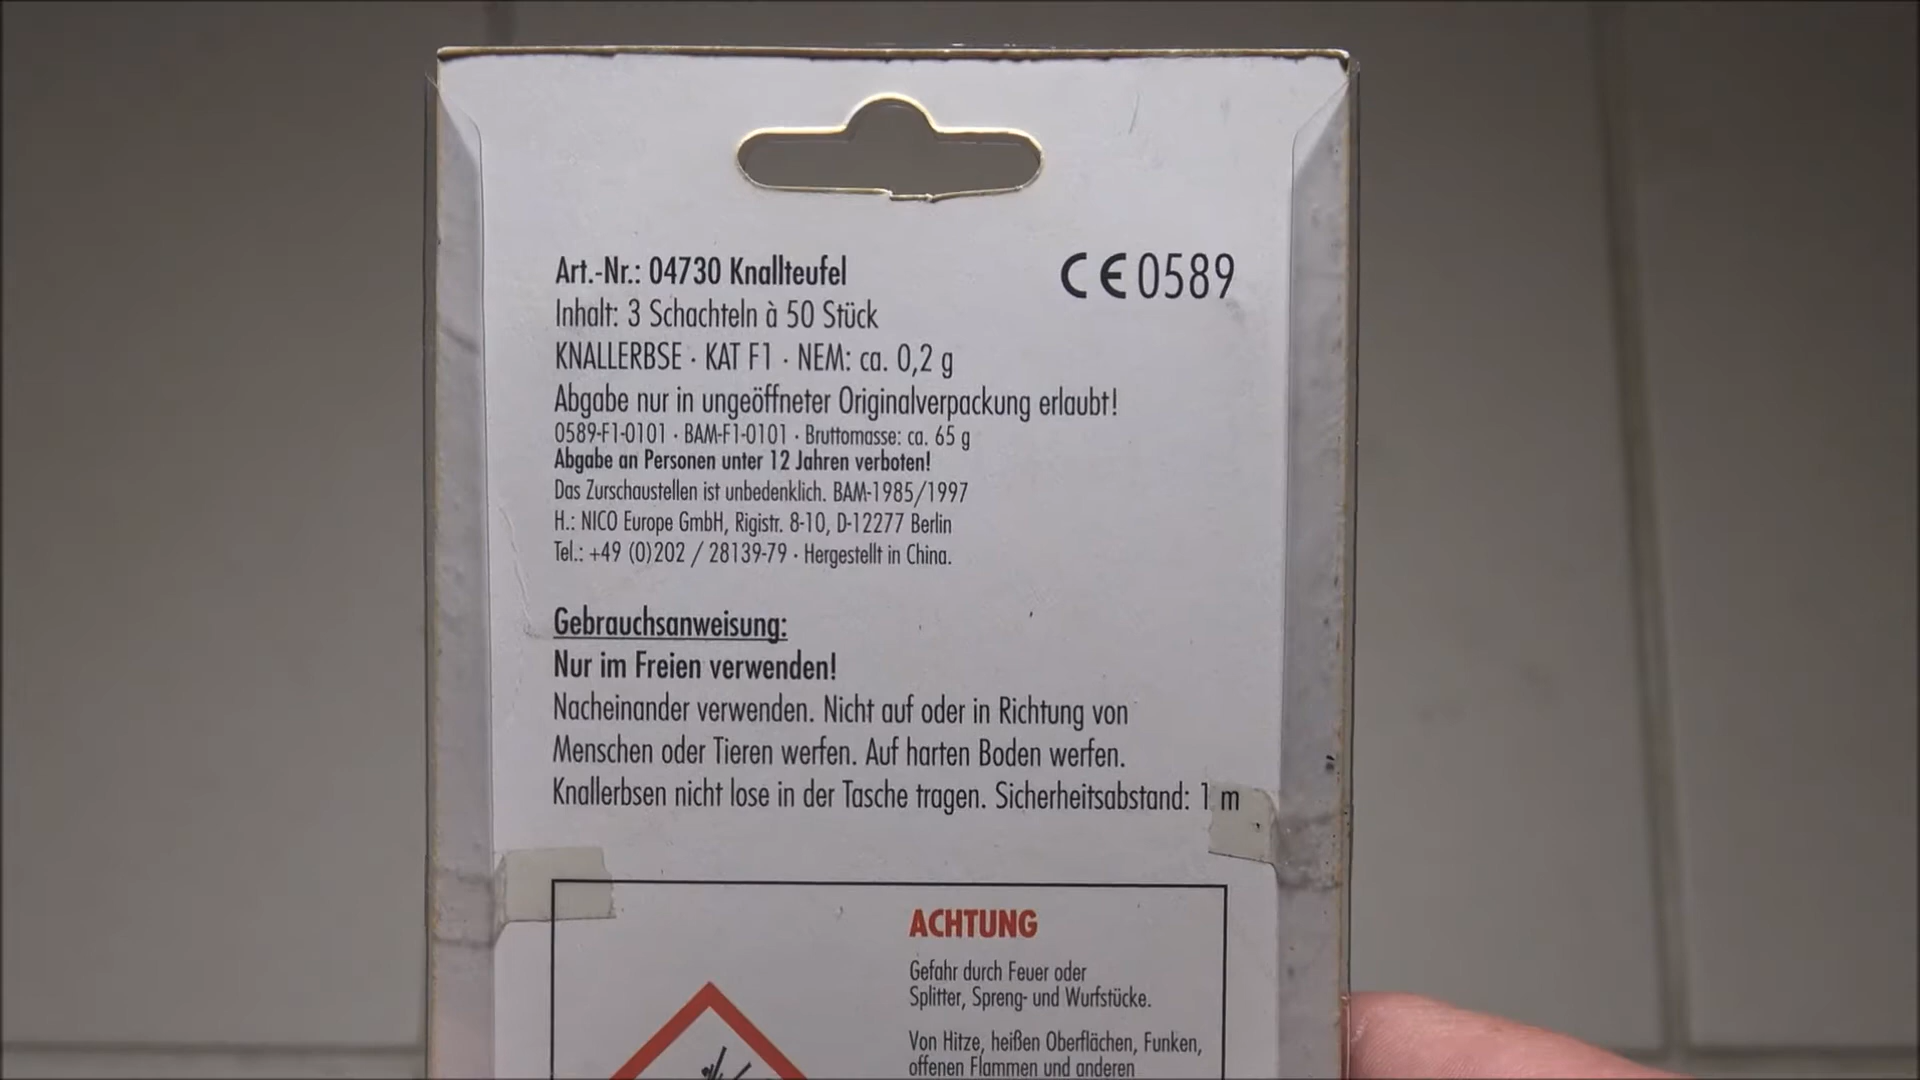 Art.-Nr.: 04730 Knallteufel
CE0589
Inhalt: 3 Schachteln à 50 Stück
KNALLERBSE · KAT F1 · NEM: ca. 0,2 g
Abgabe nur in ungeöffneter Originalverpackung erlaubt!
0589-F1-0101 · BAM-F1-0101 · Bruttomasse: ca. 65 g
Abgabe an Personen unter 12 Jahren verboten!
Das Zurschaustellen ist unbedenklich. BAM-1985/1997
H.: NICO Europe GmbH, Rigistr. 8-10, D-12277 Berlin
Tel.: +49 (0)202 / 28139-79 · Hergestellt in China.
Gebrauchsanweisung:
Nur im Freien verwenden!
Nacheinander verwenden. Nicht auf oder in Richtung von
Menschen oder Tieren werfen. Auf harten Boden werfen.
Knallerbsen nicht lose in der Tasche tragen. Sicherheitsabstand: 1 m
ACHTUNG
Gefahr durch Feuer oder
Splitter, Spreng- und Wurfstücke.
Von Hitze, heißen Oberflächen, Funken,
offenen Flammen und anderen